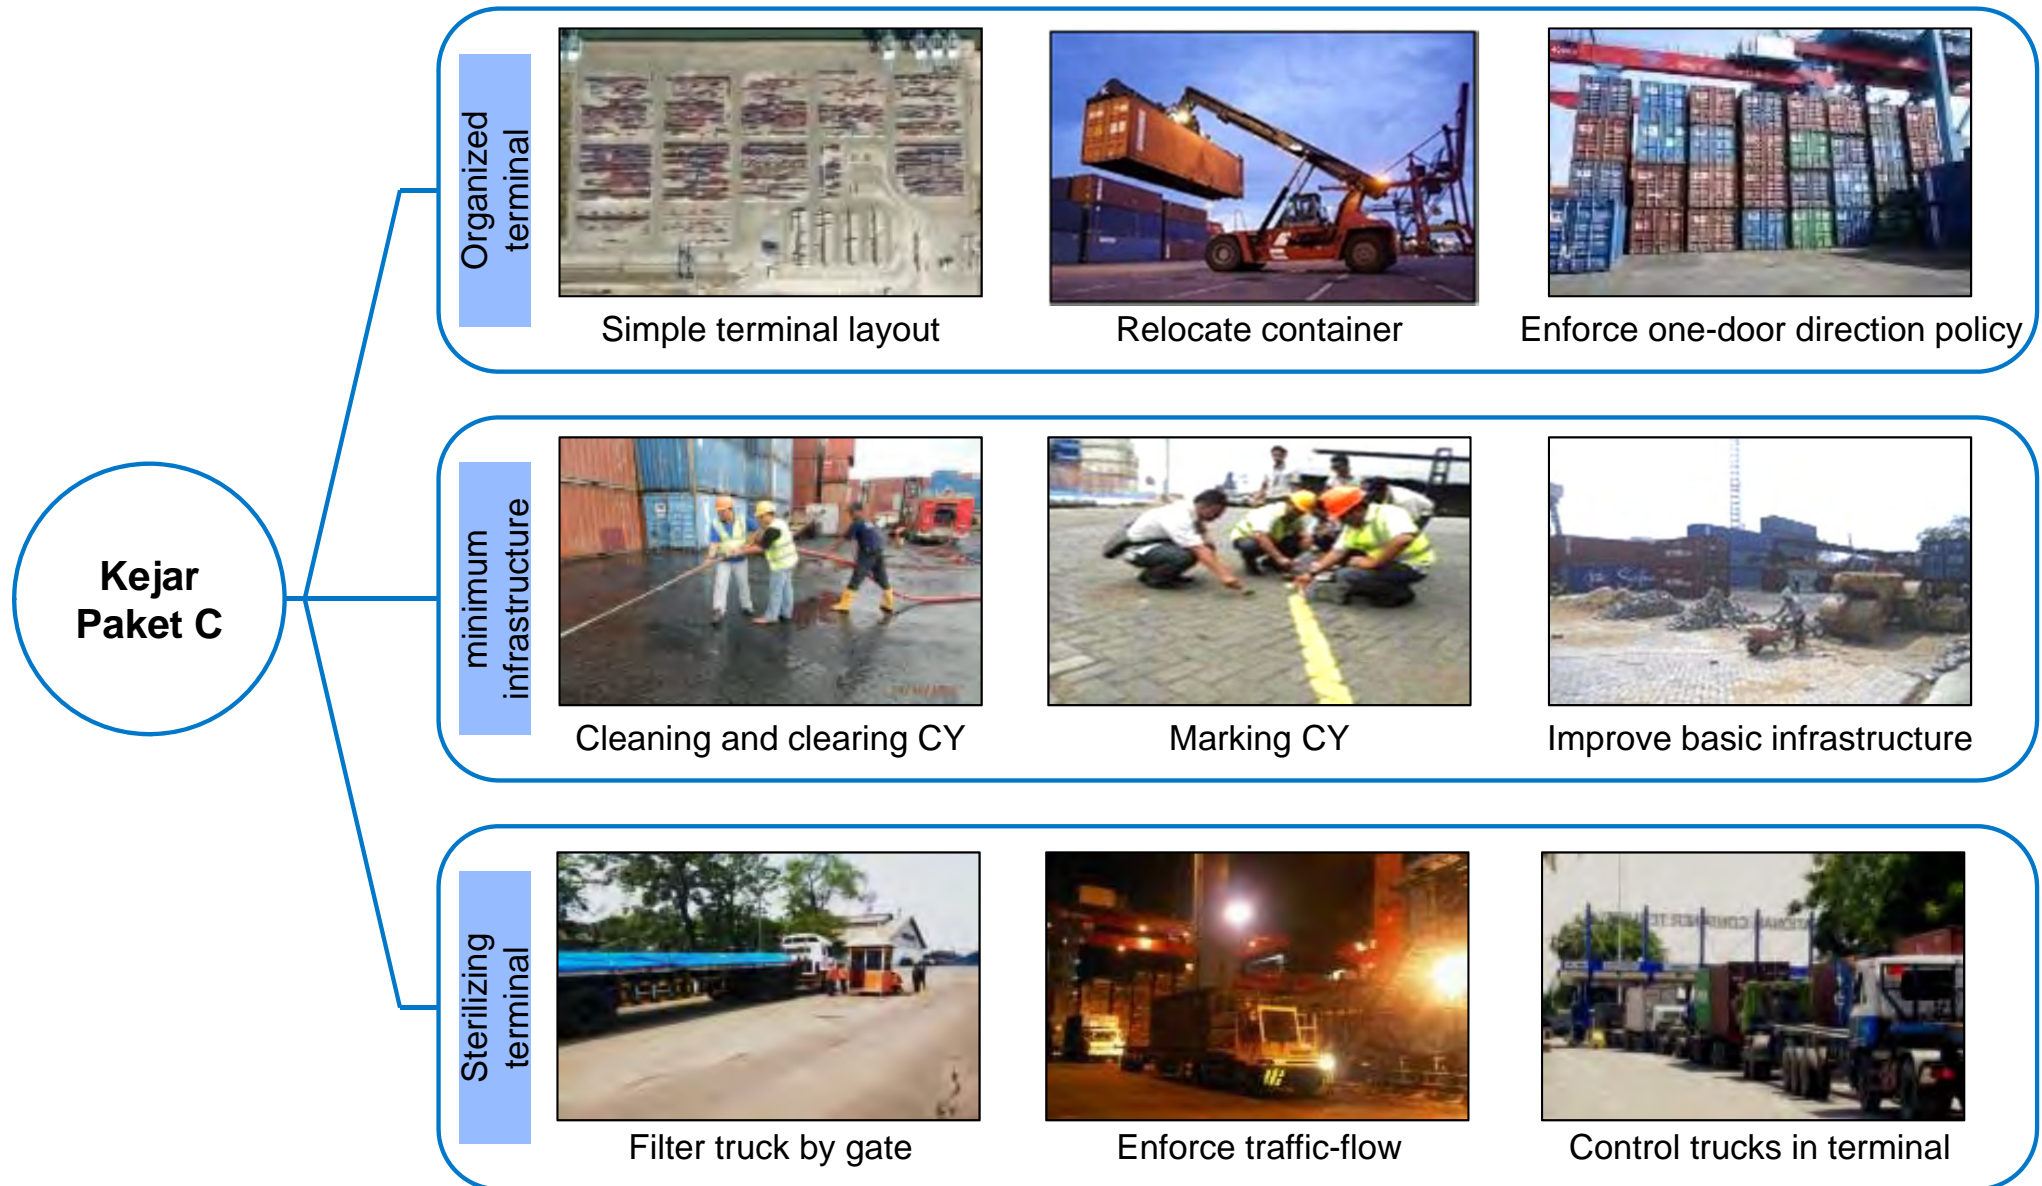 Kejar
Paket C
Organized
terminal
Simple terminal layout
Relocate container
Enforce one-door direction policy
minimum
infrastructure
Cleaning and clearing CY
Marking CY
Improve basic infrastructure
Sterilizing
terminal
Filter truck by gate
Enforce traffic-flow
Control trucks in terminal